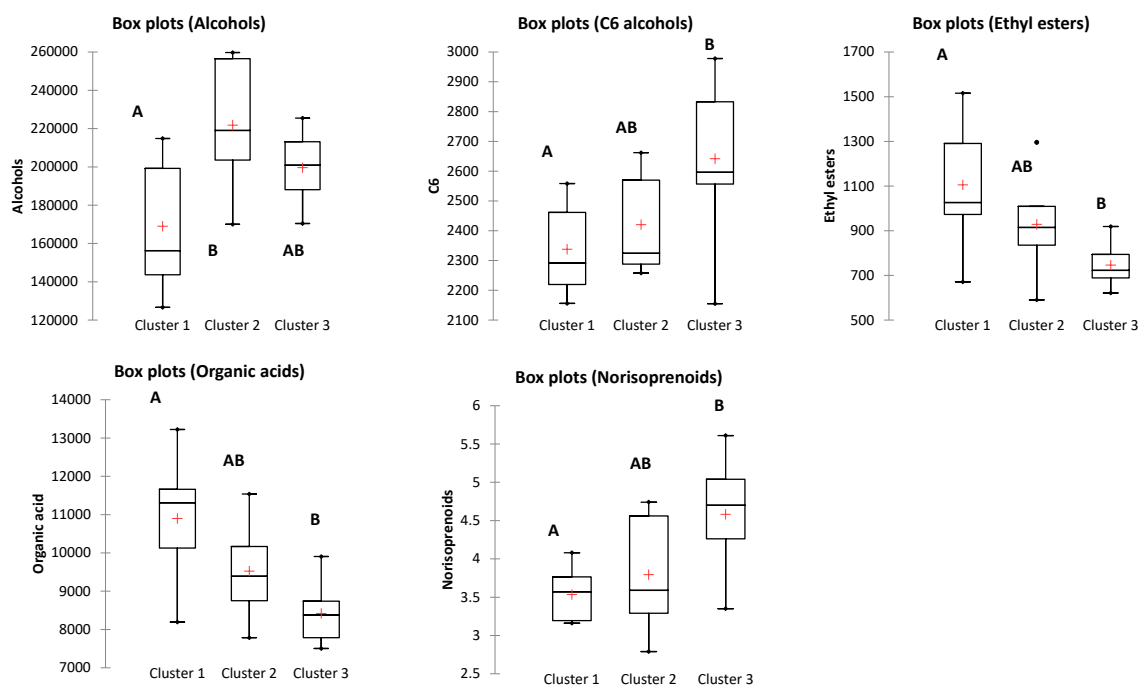 Box plots (Alcohols)
260000
240000
220000
200000
180000
160000
140000
120000
Alcohols
A
B
AB
Cluster 1
Cluster 2
Cluster 3
Box plots (C6 alcohols)
3000
2900
2800
2700
2600
2500
2400
2300
2200
2100
C6
A
AB
B
Cluster 1
Cluster 2
Cluster 3
Box plots (Ethyl esters)
1700
1500
1300
1100
900
700
500
Ethyl esters
A
AB
B
Cluster 1
Cluster 2
Cluster 3
Box plots (Organic acids)
14000
13000
12000
11000
10000
9000
8000
7000
Organic acid
A
AB
B
Cluster 1
Cluster 2
Cluster 3
Box plots (Norisoprenoids)
6
5.5
5
4.5
4
3.5
3
2.5
Norisoprenoids
A
AB
B
Cluster 1
Cluster 2
Cluster 3